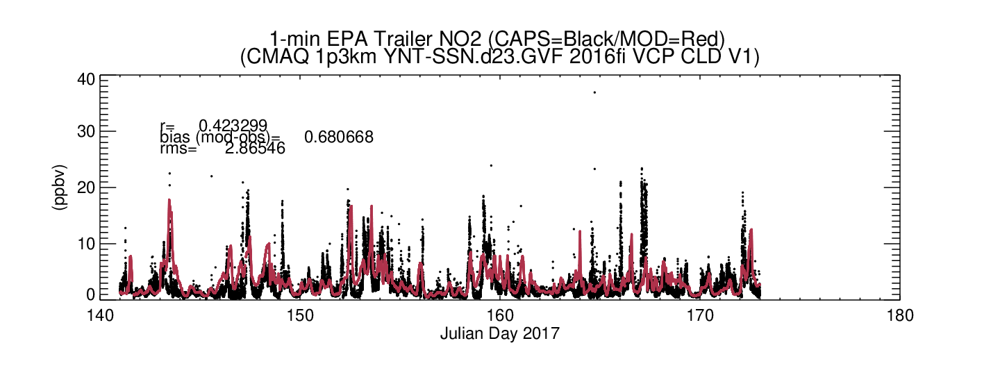 1-min EPA Trailer NO2 (CAPS=Black/MOD=Red)
(CMAQ 1p3km YNT-SSN.d23.GVF 2016fi VCP CLD V1)
40
r= 0.423299
30
bias (mod-obs)= 0.680668
rms= 2.86546
(ppbv)
20
10
0
140 150 160 170 180
Julian Day 2017